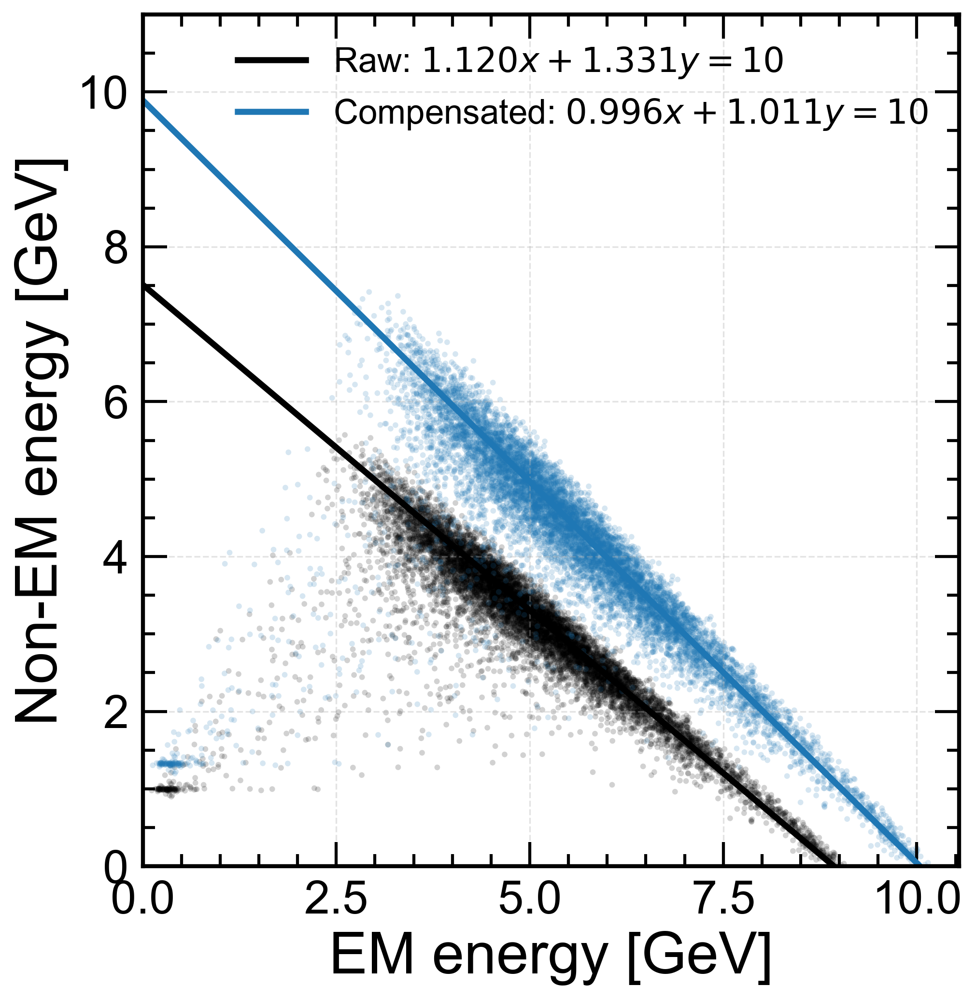 Raw: 1.120x + 1.331y = 10
Compensated: 0.996x + 1.011y = 10
Non-EM energy [GeV]
10
8
6
4
2
0
0.0 2.5 5.0 7.5 10.0
EM energy [GeV]